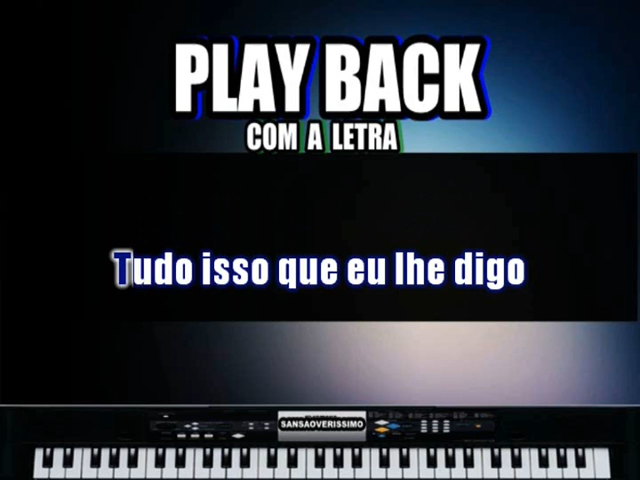 PLAY BACK
COM A LETRA
Tudo isso que eu lhe digo
SANSAOVERISSIMO